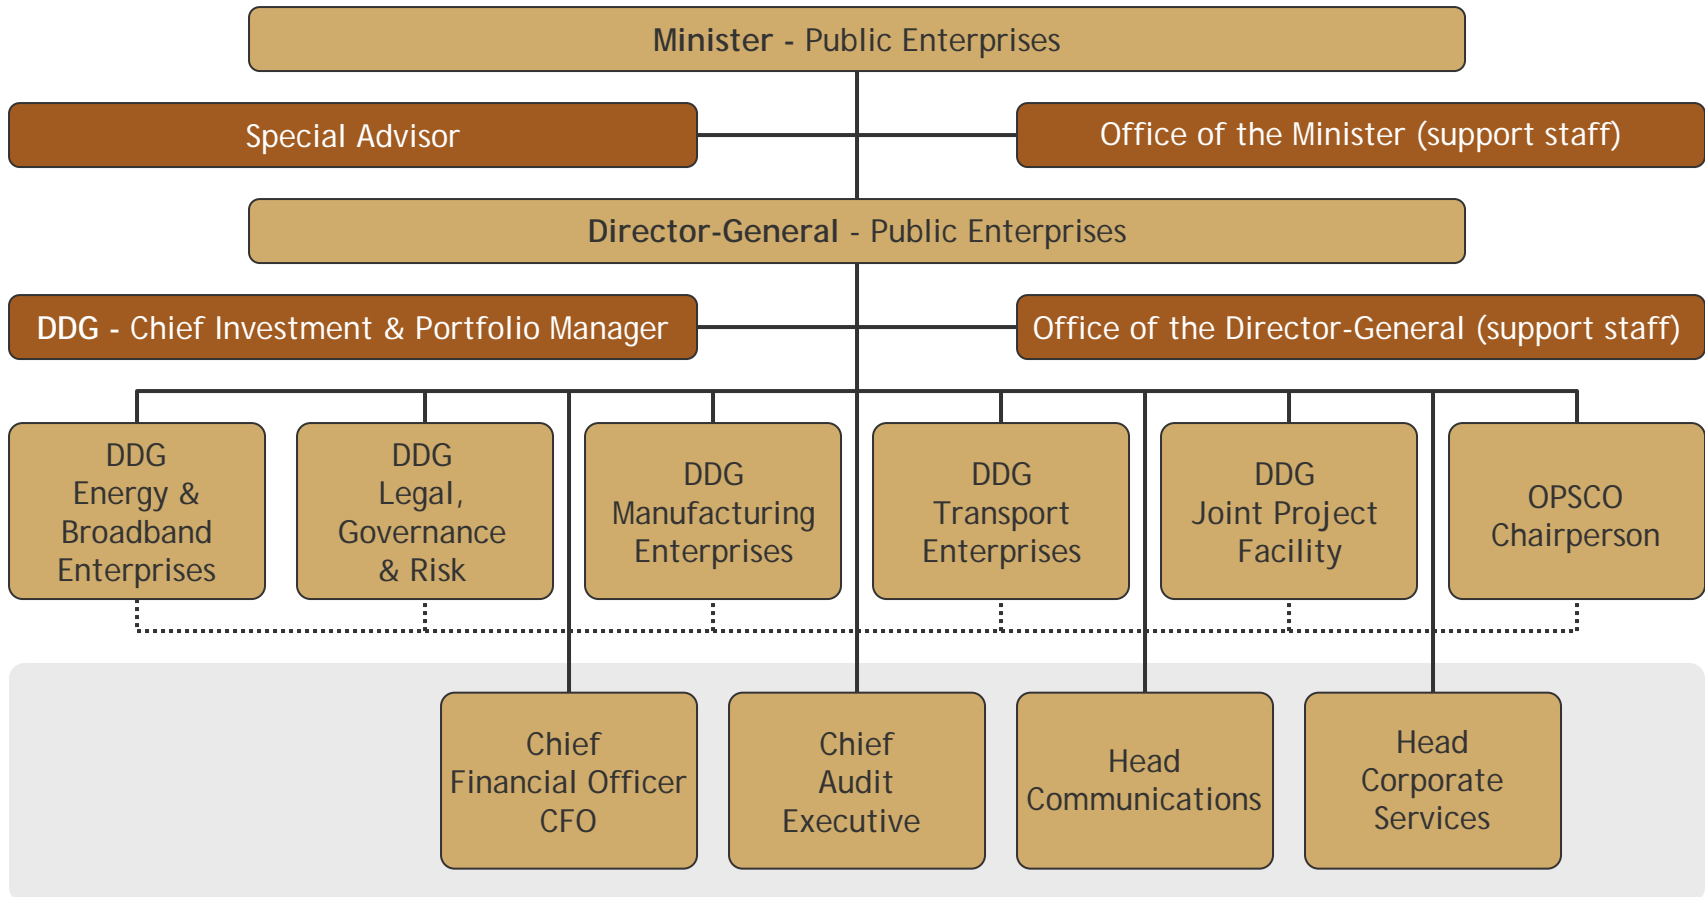 Minister - Public Enterprises
Special Advisor
Office of the Minister (support staff)
Director-General - Public Enterprises
DDG - Chief Investment & Portfolio Manager
Office of the Director-General (support staff)
DDG
Energy &
Broadband
Enterprises
DDG
Legal,
Governance
& Risk
DDG
Manufacturing
Enterprises
DDG
Transport
Enterprises
DDG
Joint Project
Facility
OPSCO
Chairperson
Chief
Financial Officer
CFO
Chief
Audit
Executive
Head
Communications
Head
Corporate
Services